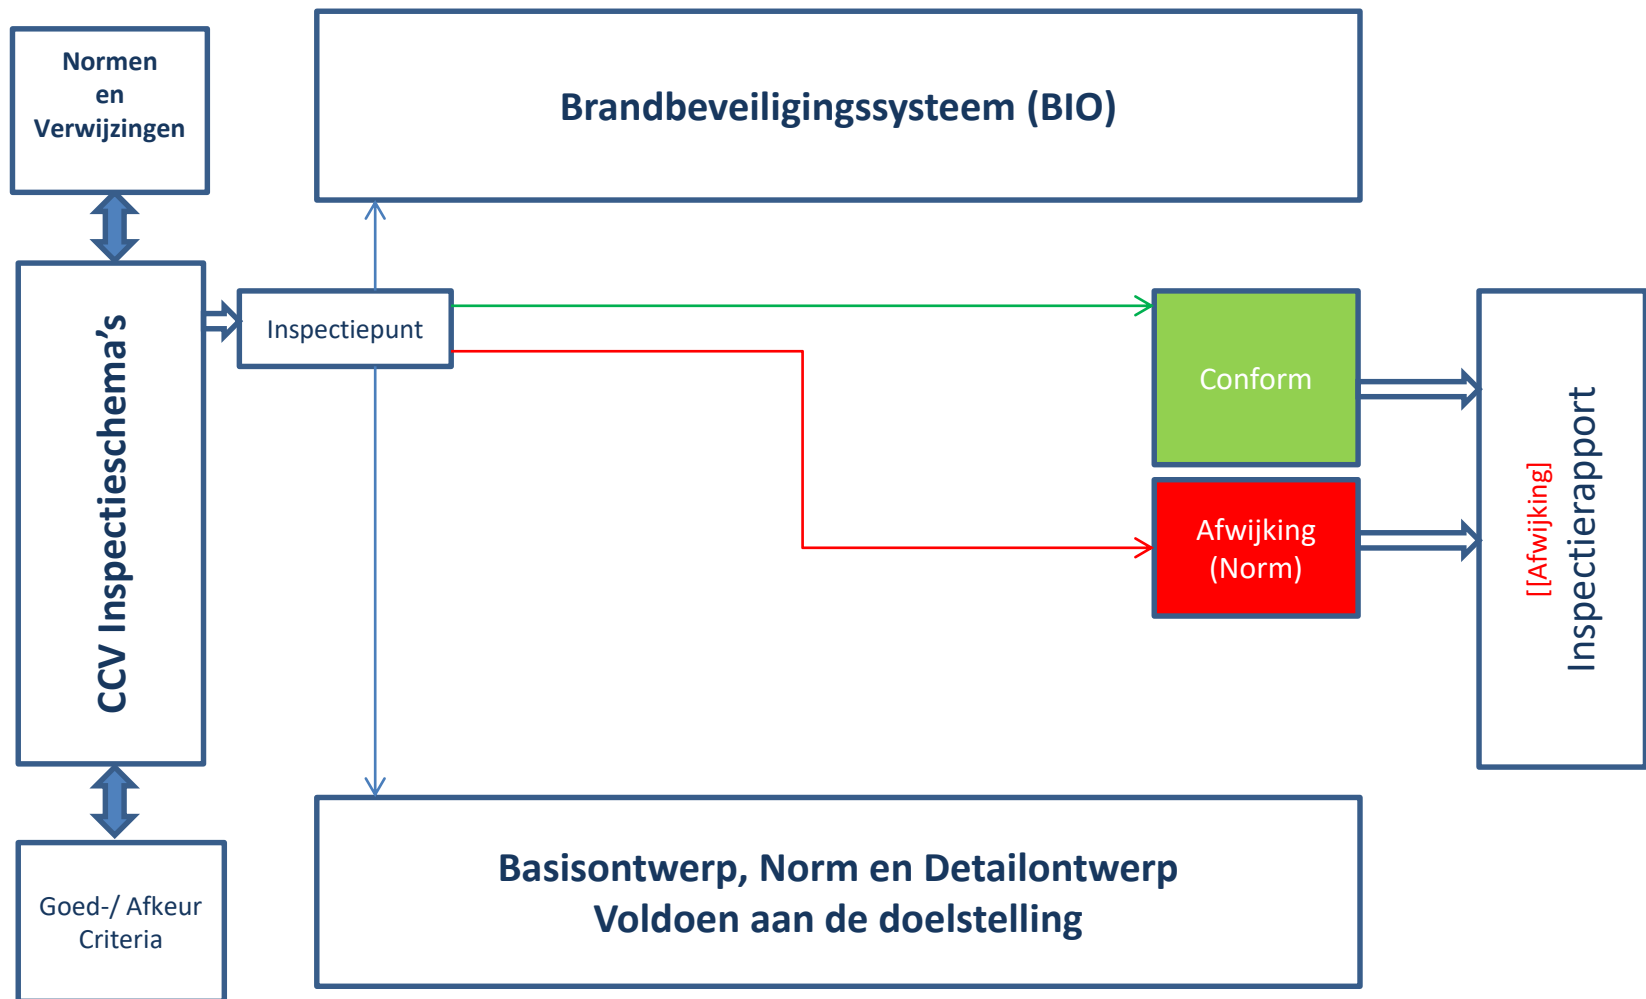 Normen
en
Verwijzingen
Brandbeveiligingssysteem (BIO)
CCV Inspectieschema’s
Inspectiepunt
Conform
Afwijking
(Norm)
[[Afwijking]
Inspectierapport
Goed-/ Afkeur
Criteria
Basisontwerp, Norm en Detailontwerp
Voldoen aan de doelstelling